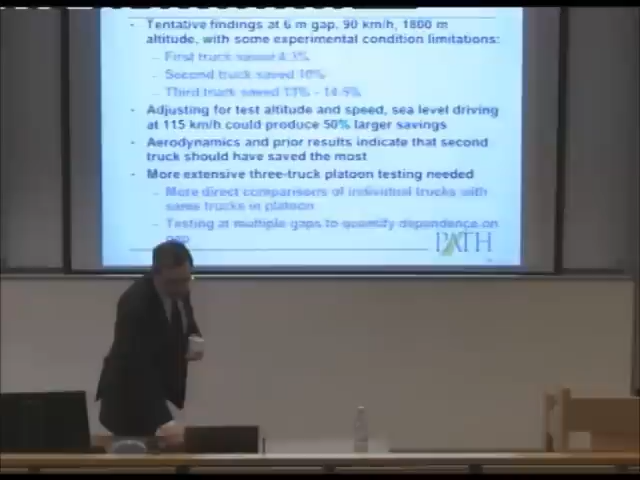 - Tentative findings at 6 m gap, 90 km/h, 1800 m
altitude, with some experimental condition limitations:
– First truck saved 4.3%
– Second truck saved 10%
– Third truck saved 13% - 14.5%
- Adjusting for test altitude and speed, sea level driving
at 115 km/h could produce 50% larger savings
- Aerodynamics and prior results indicate that second
truck should have saved the most
- More extensive three-truck platoon testing needed
– More direct comparisons of individual trucks with
same trucks in platoon
– Testing at multiple gaps to quantify dependence on
gap
PATH